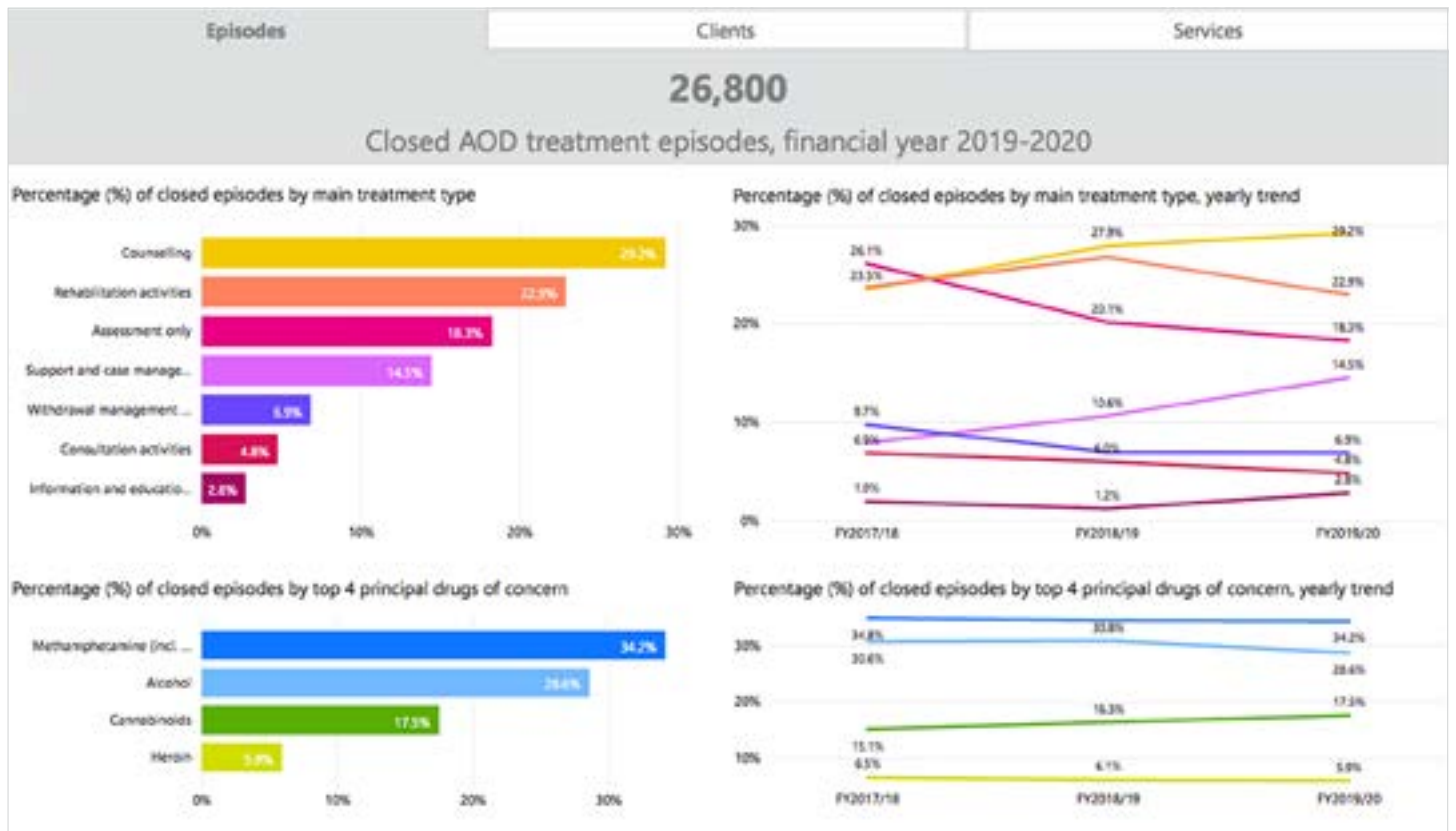 Episodes
Clients
Services
26,800
Closed AOD treatment episodes, financial year 2019-2020
Percentage (%) of closed episodes by main treatment type
Counselling
29.2%
Rehabilitation activities
22.9%
Assessment only
18.3%
Support and case manage...
14.5%
Withdrawal management ...
6.9%
Consultation activities
4.8%
Information and educatio...
2.8%
0%
10%
20%
30%
Percentage (%) of closed episodes by main treatment type, yearly trend
30%
20%
10%
0%
26.1%
23.5%
27.9%
29.2%
22.9%
20.1%
18.3%
14.5%
10.6%
9.7%
6.9%
6.0%
6.9%
4.8%
2.8%
1.2%
FY2017/18
FY2018/19
FY2019/20
Percentage (%) of closed episodes by top 4 principal drugs of concern
Methamphetamine (incl. ...
34.2%
Alcohol
28.6%
Cannabinoids
17.5%
Heroin
5.9%
0%
10%
20%
30%
Percentage (%) of closed episodes by top 4 principal drugs of concern, yearly trend
30%
20%
10%
34.8%
30.8%
34.2%
30.6%
28.6%
17.5%
16.3%
15.1%
6.5%
6.1%
5.9%
FY2017/18
FY2018/19
FY2019/20